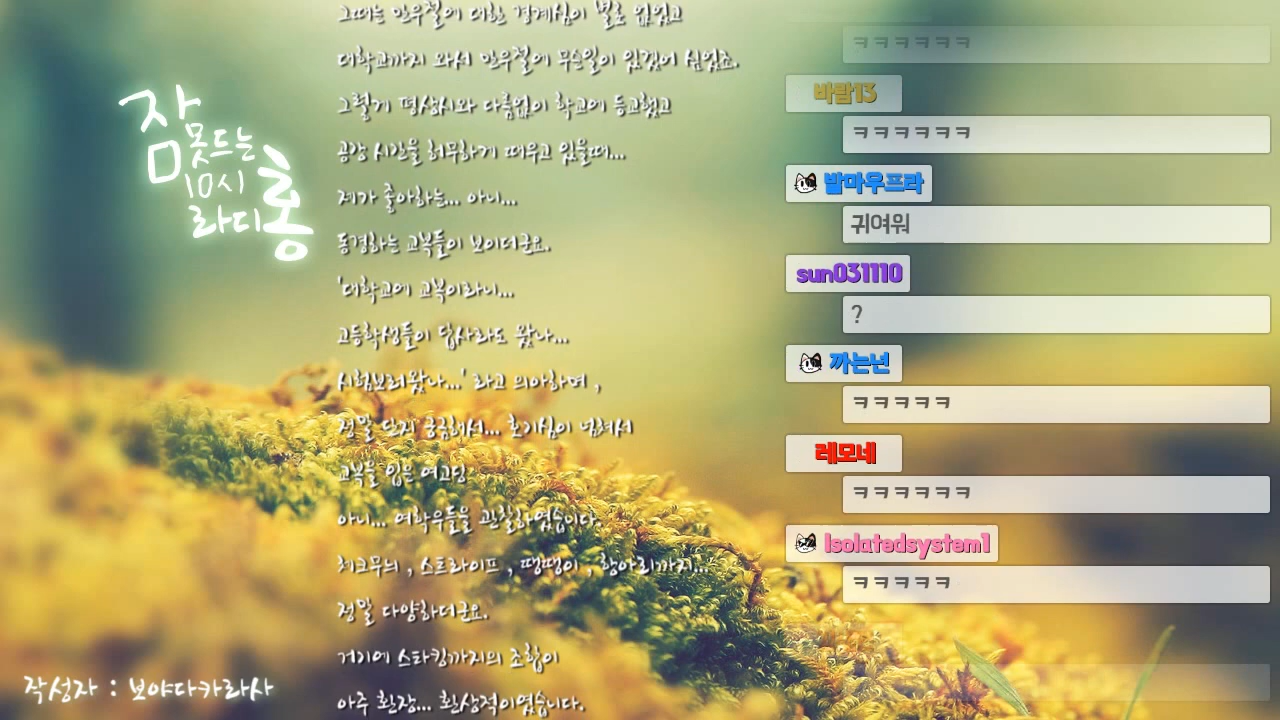 잠
못드는
10시
라디
홍
그때는 만우절에 대한 경계심이 별로 없었고
대학교까지 와서 만우절에 무슨일이 있겠어 싶었죠.
그렇게 평상시와 다름없이 학교에 등교했고
공강 시간을 허무하게 떼우고 있을때...
제가 좋아하는... 아니...
동경하는 교복들이 보이더군요.
'대학교에 교복이라니...
고등학생들이 답사라도 왔나...
시험보러왔나...' 라고 의아하며 ,
정말 단지 궁금해서... 호기심이 넘쳐서
교복을 입은 여고딩
아니... 여학우들을 관찰하였습니다.
체크무늬 , 스트라이프 , 땡땡이 , 항아리까지...
정말 다양하더군요.
거기에 스타킹까지의 조합이
아주 환장... 환상적이였습니다.
작성자 : 보야다카라사
ㅋㅋㅋㅋㅋㅋ
바람13
ㅋㅋㅋㅋㅋㅋ
발마우프라
귀여워
sun031110
?
까는넌
ㅋㅋㅋㅋㅋ
레모네
ㅋㅋㅋㅋㅋㅋ
Isolatedsystem1
ㅋㅋㅋㅋㅋ